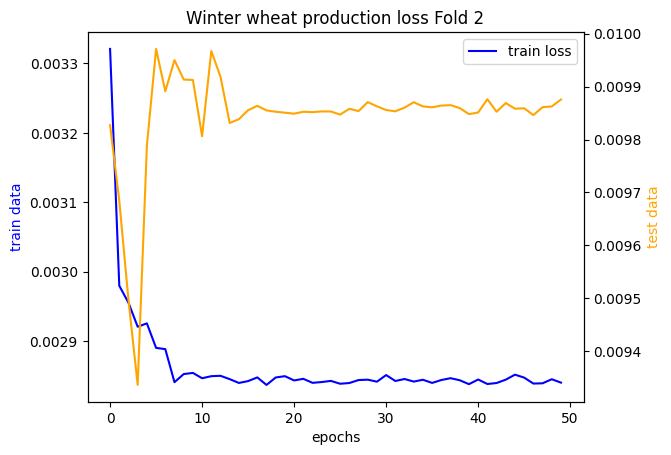 Winter wheat production loss Fold 2
train loss
train data
0.0033
0.0032
0.0031
0.0030
0.0029
0.0100
0.0099
0.0098
0.0097
0.0096
0.0095
0.0094
test data
0 10 20 30 40 50
epochs